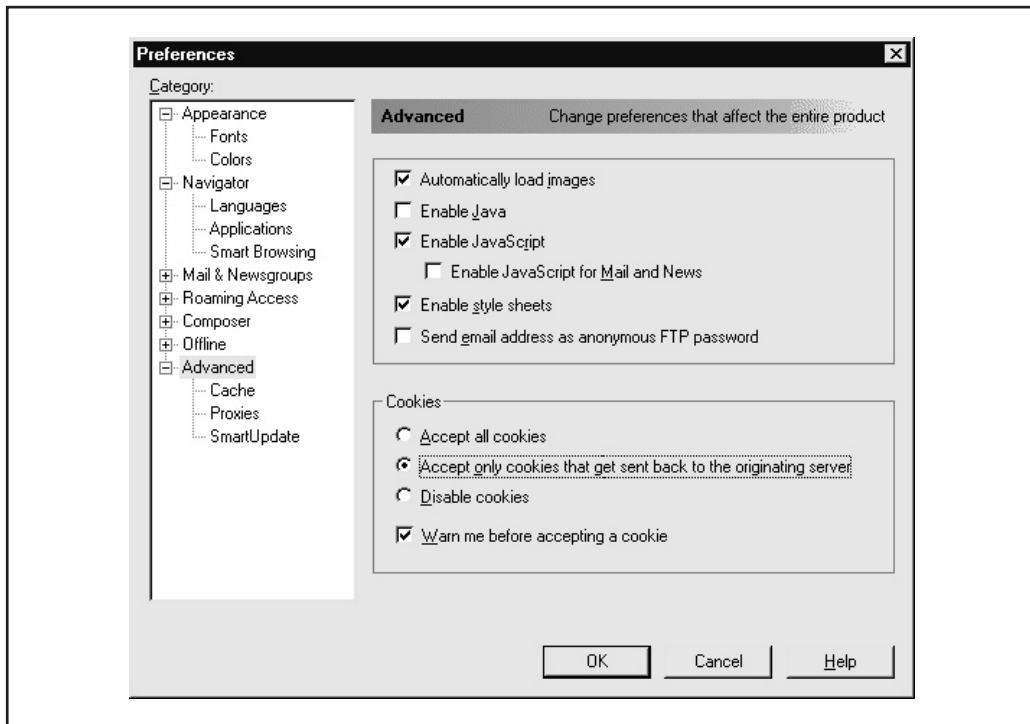 Preferences
Category:
Appearance
Fonts
Colors
Navigator
Languages
Applications
Smart Browsing
Mail & Newsgroups
Roaming Access
Composer
Offline
Advanced
Cache
Proxies
SmartUpdate
Advanced Change preferences that affect the entire product
Automatically load images
Enable Java
Enable JavaScript
Enable JavaScript for Mail and News
Enable style sheets
Send email address as anonymous FTP password
Cookies
Accept all cookies
Accept only cookies that get sent back to the originating server
Disable cookies
Warn me before accepting a cookie
OK Cancel Help